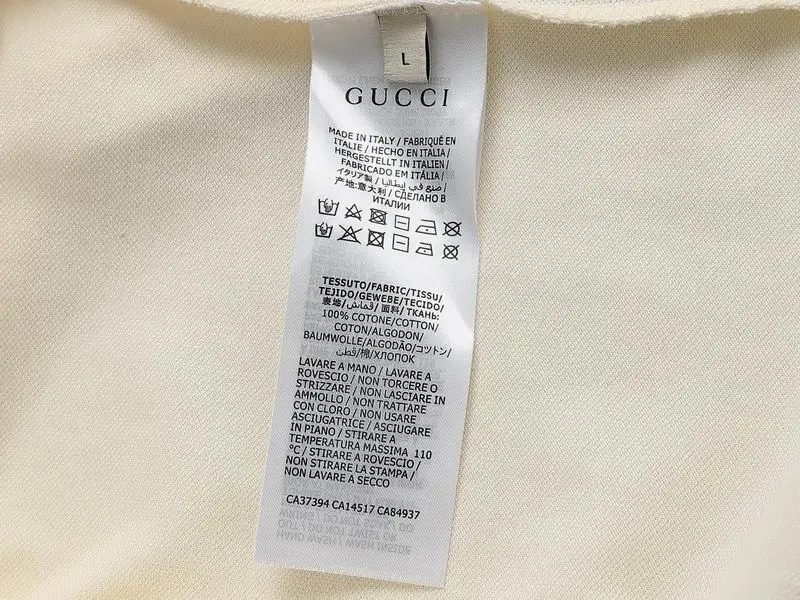 L
GUCCI
MADE IN ITALY / FABRIQUÉ EN
ITALIE / HECHO EN ITALIA /
HERGESTELLT IN ITALIEN /
FABRICADO EM ITÁLIA /
イタリア製 / صنع في إيطاليا /
产地:意大利 / СДЕЛАНО В
ИТАЛИИ
TESSUTO/FABRIC/TISSU/
TEJIDO/GEWEBE/TECIDO/
表地/قماش/面料/ТКАНЬ:
100% COTONE/COTTON/
COTON/ALGODON/
BAUMWOLLE/ALGODÃO/コットン/
قطن/棉/ХЛОПОК
LAVARE A MANO / LAVARE A
ROVESCIO / NON TORCERE O
STRIZZARE / NON LASCIARE IN
AMMOLLO / NON TRATTARE
CON CLORO / NON USARE
ASCIUGATRICE / ASCIUGARE
IN PIANO / STIRARE A
TEMPERATURA MASSIMA 110
°C / STIRARE A ROVESCIO /
NON STIRARE LA STAMPA /
NON LAVARE A SECCO
CA37394 CA14517 CA84937